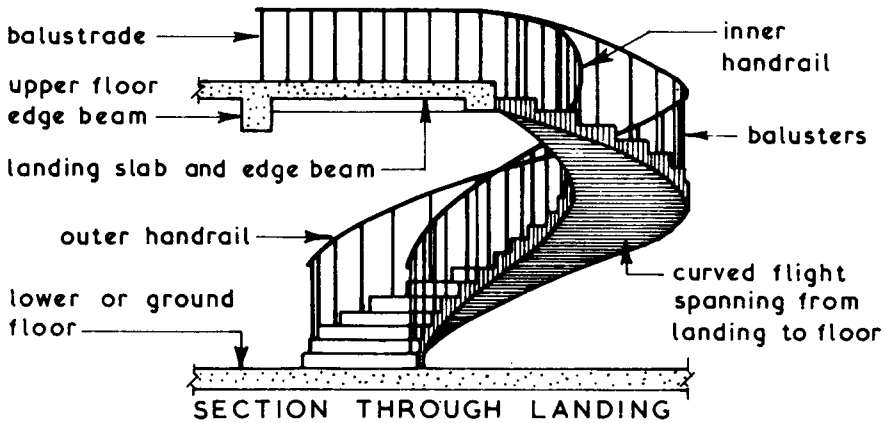 balustrade
upper floor
edge beam
landing slab and edge beam
outer handrail
lower or ground
floor
inner
handrail
balusters
curved flight
spanning from
landing to floor
SECTION THROUGH LANDING